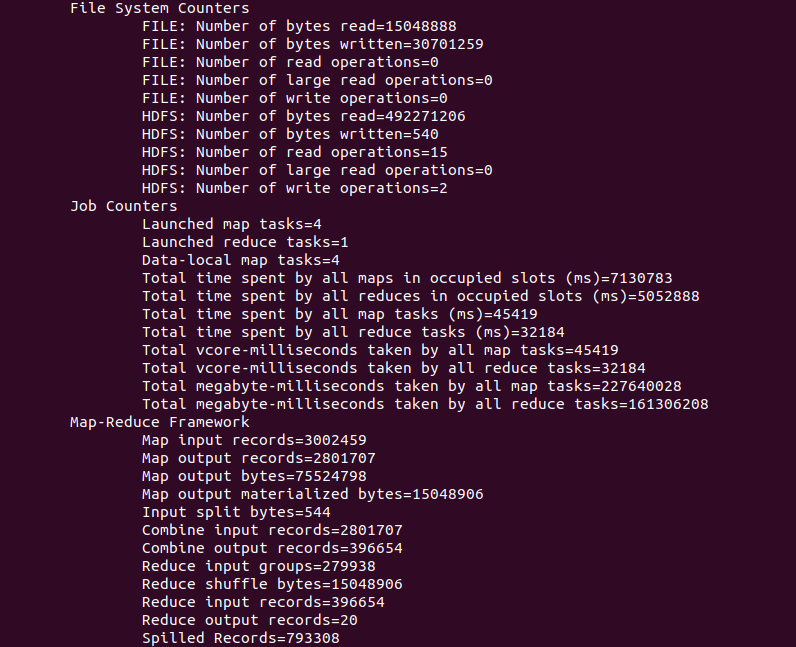 File System Counters
FILE: Number of bytes read=15048888
FILE: Number of bytes written=30701259
FILE: Number of read operations=0
FILE: Number of large read operations=0
FILE: Number of write operations=0
HDFS: Number of bytes read=492271206
HDFS: Number of bytes written=540
HDFS: Number of read operations=15
HDFS: Number of large read operations=0
HDFS: Number of write operations=2
Job Counters
Launched map tasks=4
Launched reduce tasks=1
Data-local map tasks=4
Total time spent by all maps in occupied slots (ms)=7130783
Total time spent by all reduces in occupied slots (ms)=5052888
Total time spent by all map tasks (ms)=45419
Total time spent by all reduce tasks (ms)=32184
Total vcore-milliseconds taken by all map tasks=45419
Total vcore-milliseconds taken by all reduce tasks=32184
Total megabyte-milliseconds taken by all map tasks=227640028
Total megabyte-milliseconds taken by all reduce tasks=161306208
Map-Reduce Framework
Map input records=3002459
Map output records=2801707
Map output bytes=75524798
Map output materialized bytes=15048906
Input split bytes=544
Combine input records=2801707
Combine output records=396654
Reduce input groups=279938
Reduce shuffle bytes=15048906
Reduce input records=396654
Reduce output records=20
Spilled Records=793308